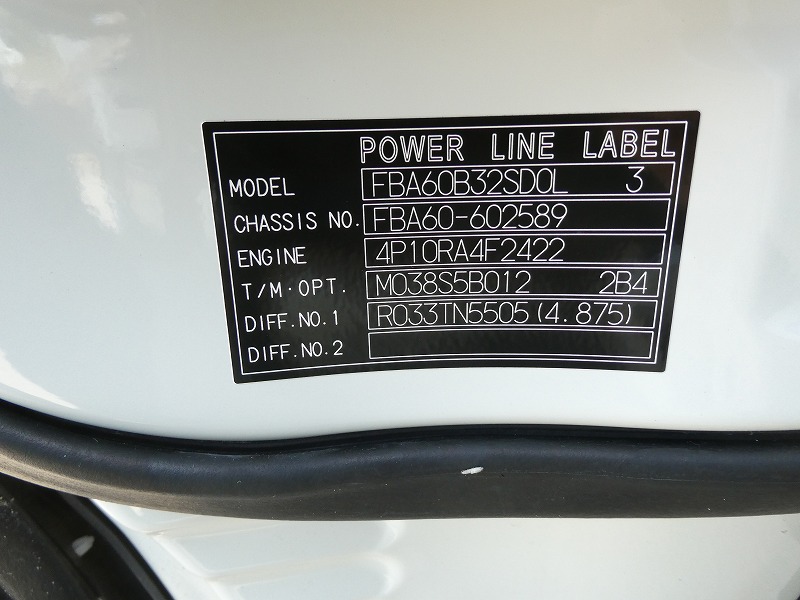 POWER LINE LABEL
MODEL FBA60B32SD0L 3
CHASSIS NO. FBA60-602589
ENGINE 4P10RA4F2422
T/M·OPT. M038S5B012 2B4
DIFF.NO.1 R033TN5505(4.875)
DIFF.NO.2